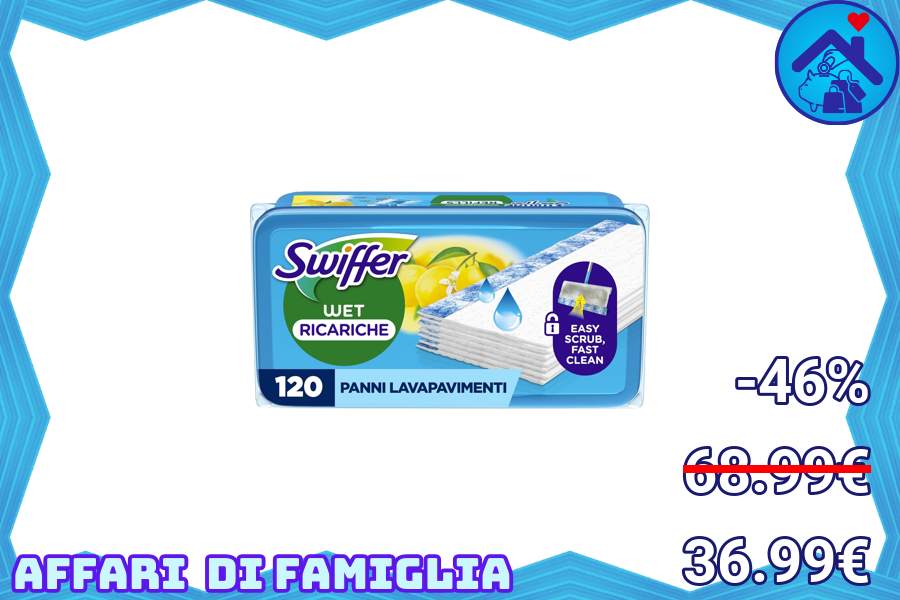 Swiffer
WET
RICARICHE
EASY
SCRUB,
FAST
CLEAN
120 PANNI LAVAPAVIMENTI
-46%
68.99€
36.99€
AFFARI DI FAMIGLIA